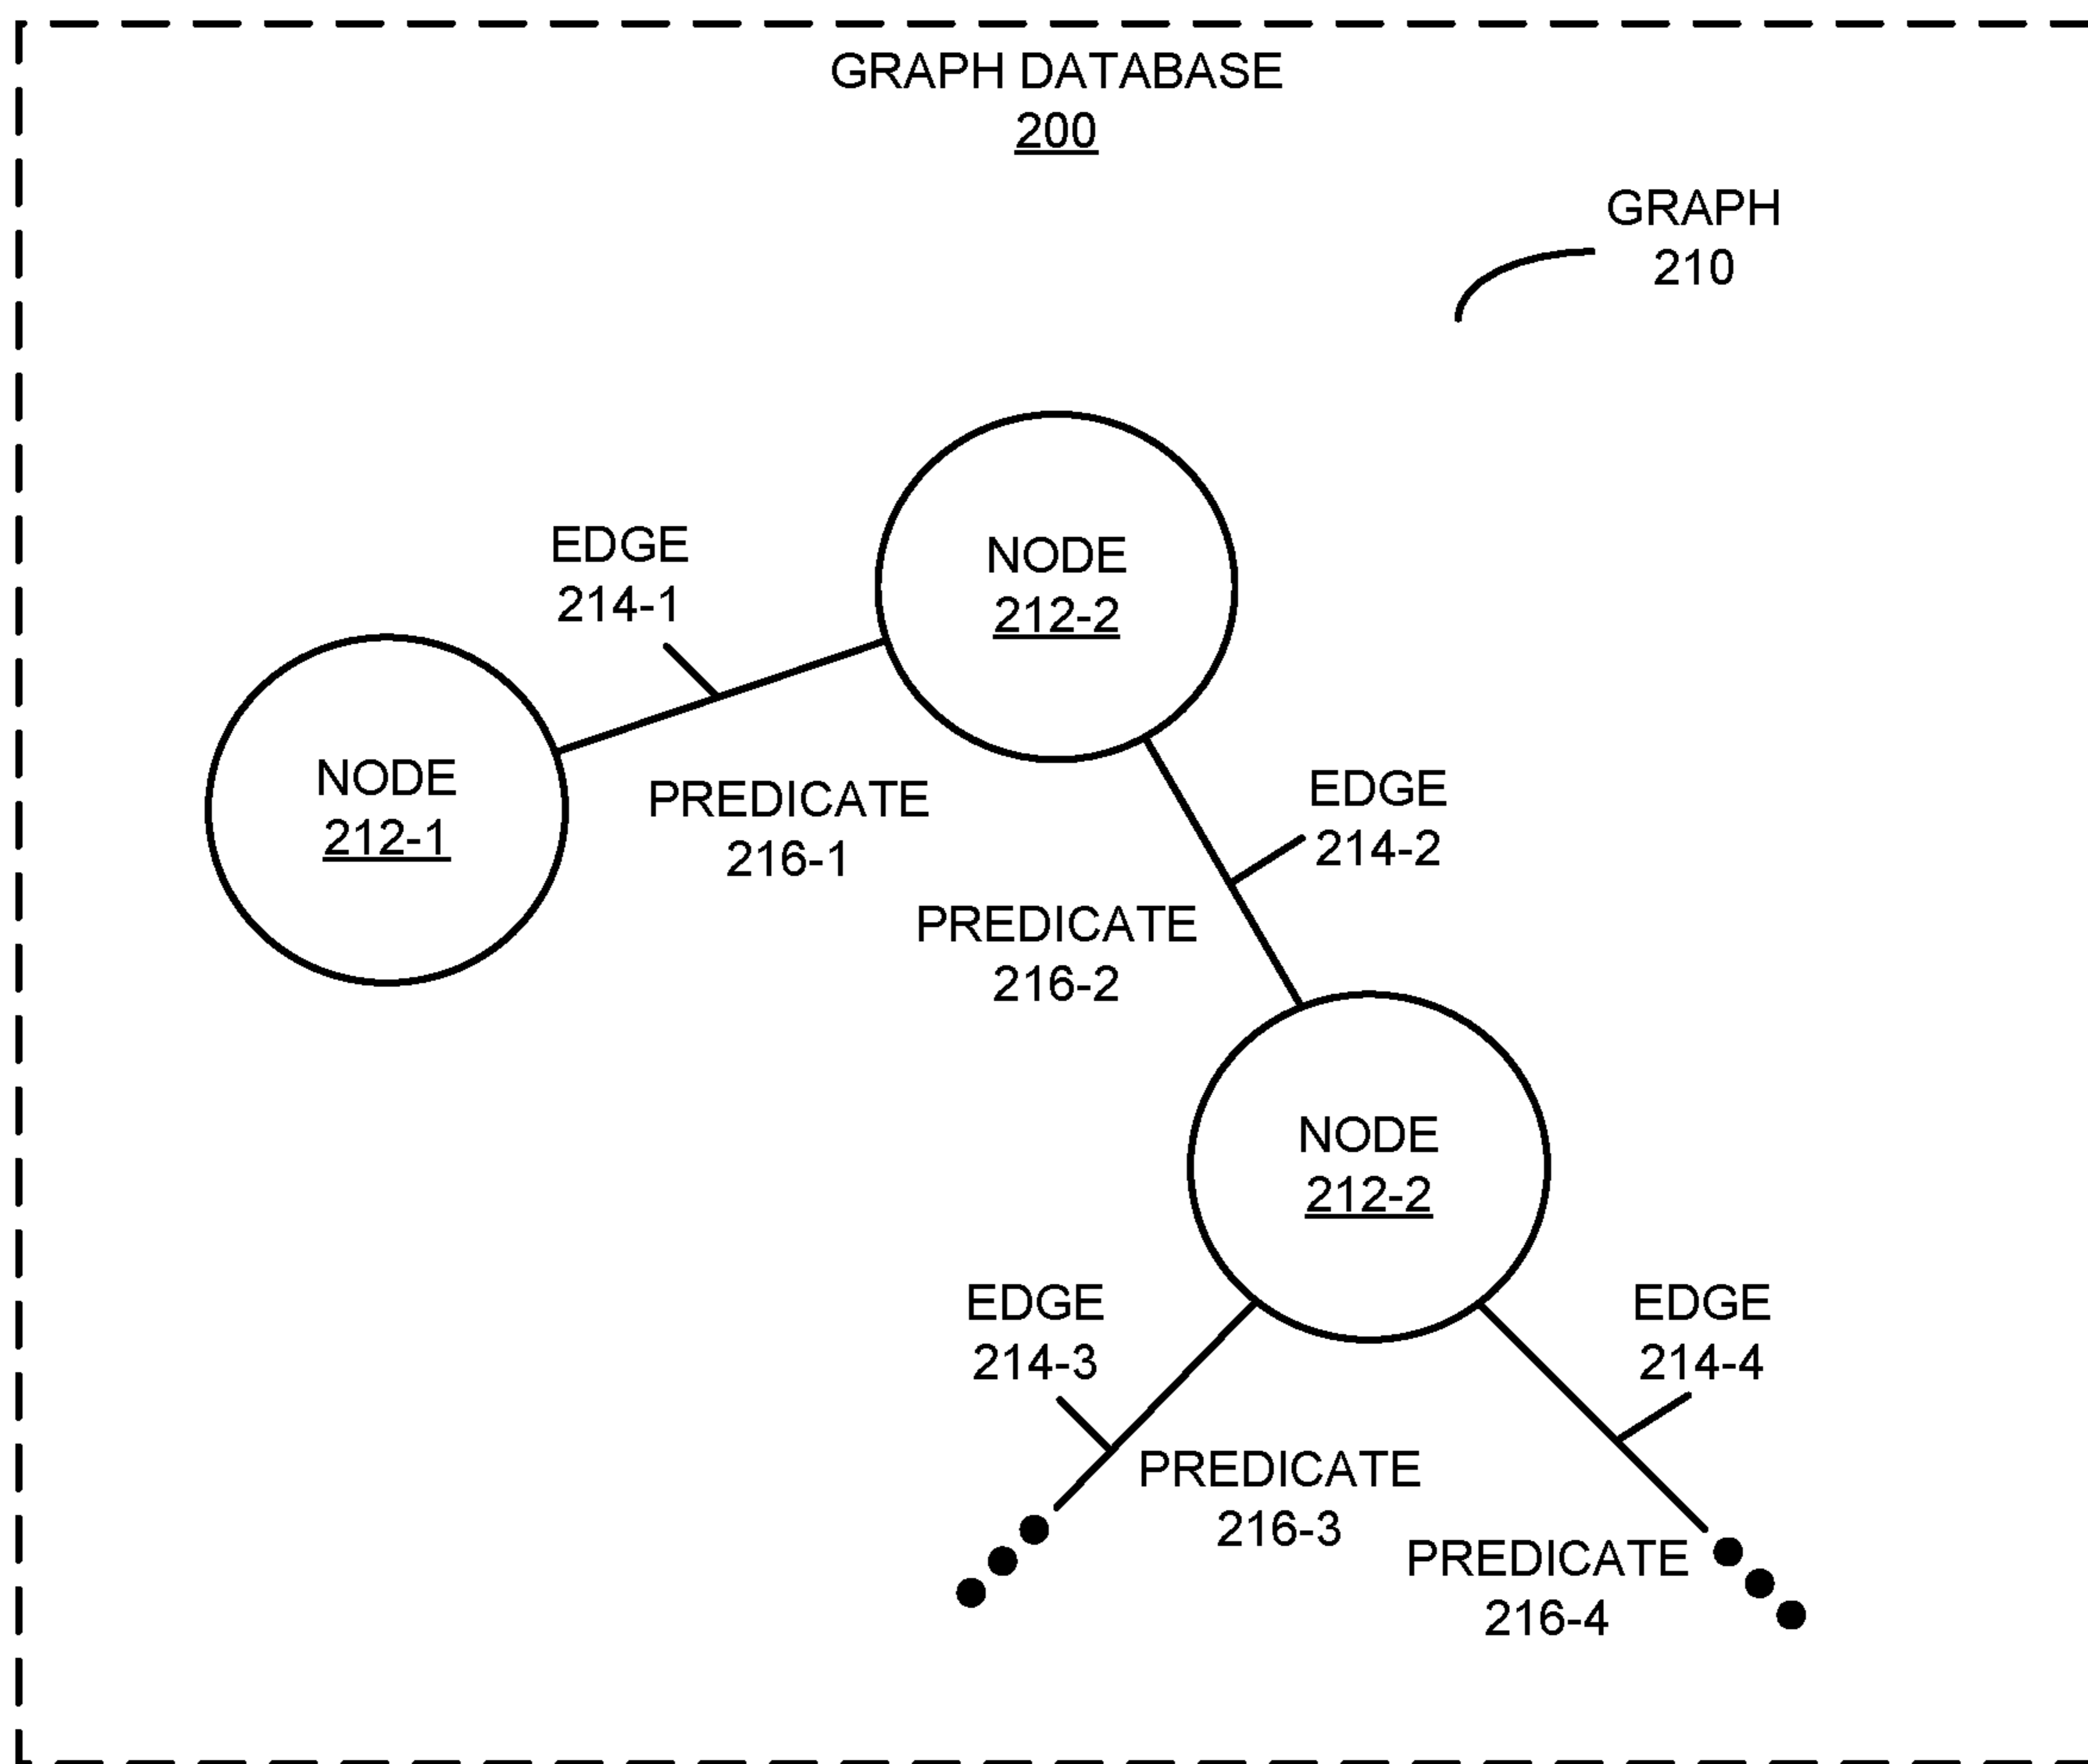 GRAPH DATABASE
200
GRAPH
210
EDGE
214-1
NODE
212-2
NODE
212-1
PREDICATE
216-1
EDGE
214-2
PREDICATE
216-2
NODE
212-2
EDGE
214-3
EDGE
214-4
PREDICATE
216-3
PREDICATE
216-4